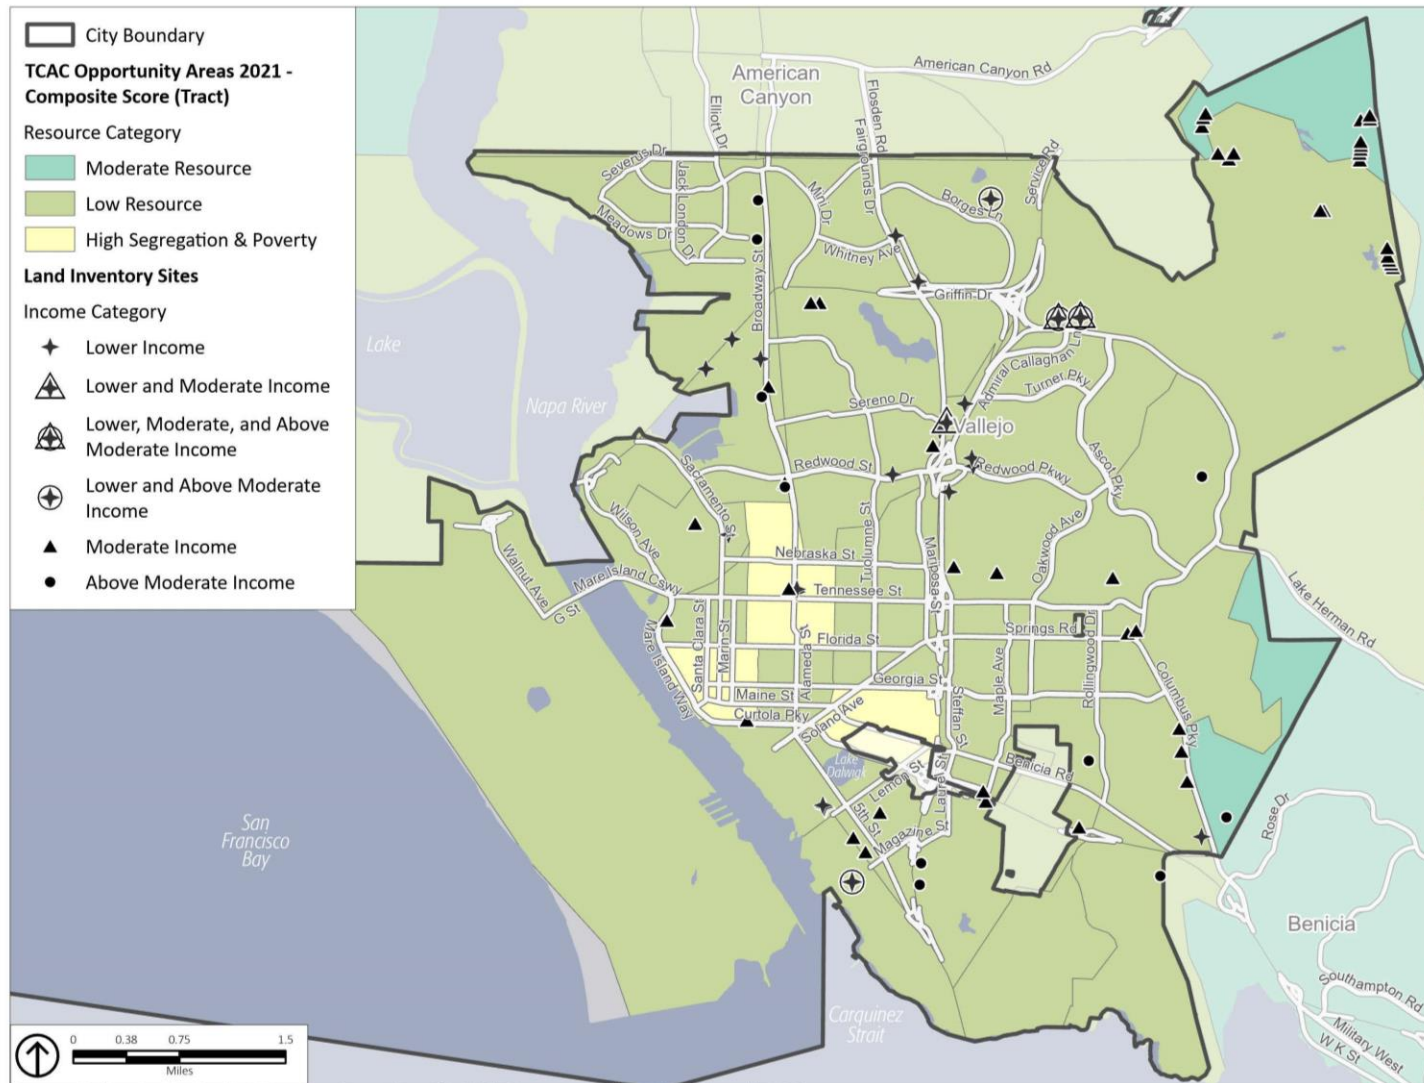 City Boundary
TCAC Opportunity Areas 2021 -
Composite Score (Tract)
Resource Category
Moderate Resource
Low Resource
High Segregation & Poverty
Land Inventory Sites
Income Category
Lower Income
Lower and Moderate Income
Lower, Moderate, and Above
Moderate Income
Lower and Above Moderate
Income
Moderate Income
Above Moderate Income
American
Canyon
American Canyon Rd
Elliott Dr
Flosden Rd
Fairgrounds Dr
Service Rd
Severus Dr
Jack London Dr
Meadows Dr
Broadway St
Mini Dr
Whitney Ave
Borges Ln
Griffin Dr
Lake
Napa River
Admiral Callaghan Ln
Turner Pky
Sereno Dr
Vallejo
Ascot Pky
Redwood St
Redwood Pkwy
Sacramento St
Wilson Ave
Tuolumne St
Mariposa St
Oakwood Ave
Nebraska St
Walnut Ave
G St
Mare Island Cswy
Tennessee St
Lake Herman Rd
Springs Rd
Rollingwood Dr
Florida St
Santa Clara St
Marin St
Alameda St
Mare Island Way
Georgia St
Maine St
Curtola Pky
Solano Ave
Steffan St
Maple Ave
Columbus Pky
Lake
Dalwigk
Lemon St
Laurel St
Benicia Rd
5th St
Magazine St
Rose Dr
San
Francisco
Bay
Benicia
Southampton Rd
Military West
W K St
Carquinez
Strait
0 0.38 0.75 1.5
Miles